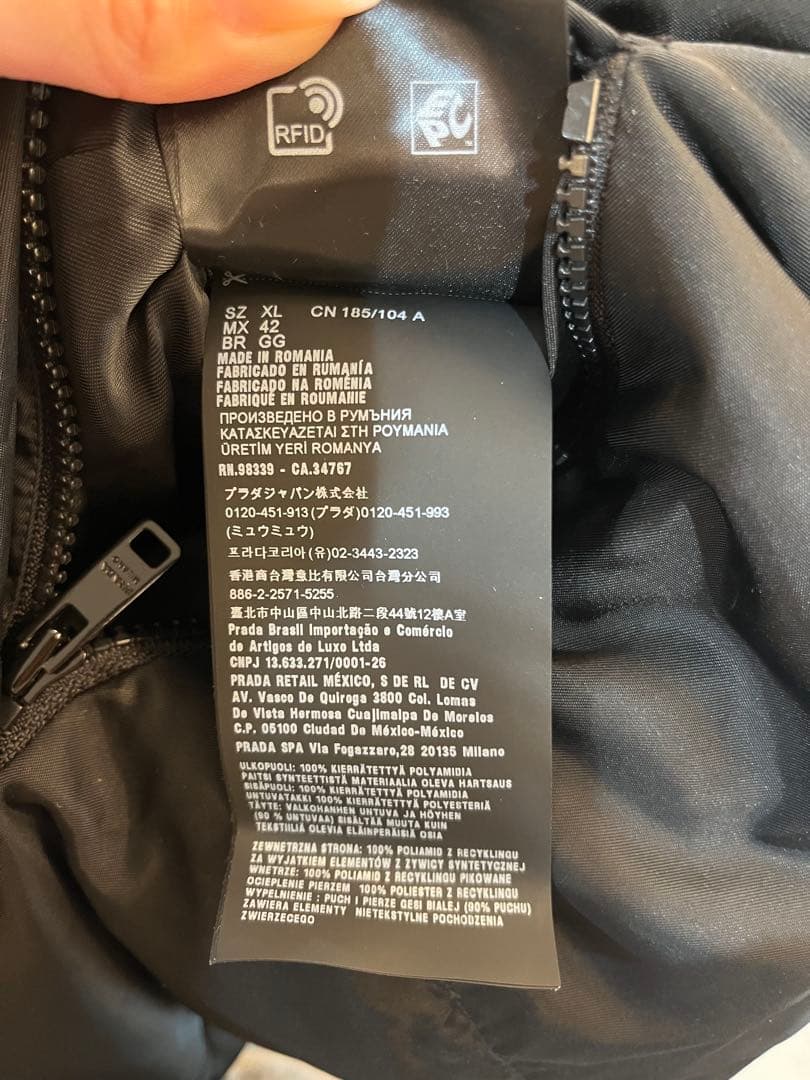 RFID
EPC
SZ XL CN 185/104 A
MX 42
BR GG
MADE IN ROMANIA
FABRICADO EN RUMANÍA
FABRICADO NA ROMÉNIA
FABRIQUÉ EN ROUMANIE
ПРОИЗВЕДЕНО В РУМЪНИЯ
ΚΑΤΑΣΚΕΥΑΖΕΤΑΙ ΣΤΗ ΡΟΥΜΑΝΙΑ
ÜRETİM YERİ ROMANYA
RN.98339 - CA.34767
プラダジャパン株式会社
0120-451-913(プラダ)0120-451-993
(ミュウミュウ)
프라다코리아(유)02-3443-2323
香港商台灣意比有限公司台灣分公司
886-2-2571-5255
臺北市中山區中山北路二段44號12樓A室
Prada Brasil Importação e Comércio
de Artigos de Luxo Ltda
CNPJ 13.633.271/0001-26
PRADA RETAIL MÉXICO, S DE RL DE CV
AV. Vasco De Quiroga 3800 Col. Lomas
De Vista Hermosa Cuajimalpa De Morelos
C.P. 05100 Ciudad De México-México
PRADA SPA Via Fogazzaro,28 20135 Milano
ULKOPUOLI: 100% KIERRÄTETTYÄ POLYAMIDIA
PAITSI SYNTEETTISTÄ MATERIAALIA OLEVA HARTSAUS
SISÄPUOLI: 100% KIERRÄTETTYÄ POLYAMIDIA
UNTUVATAKKI 100% KIERRÄTETTYÄ POLYESTERIÄ
TÄYTE: VALKOHANHEN UNTUVA JA HÖYHEN
(90 % UNTUVAA) SISÄLTÄÄ MUUTA KUIN
TEKSTIILIÄ OLEVIA ELÄINPERÄISIÄ OSIA
ZEWNĘTRZNA STRONA: 100% POLIAMID Z RECYKLINGU
ZA WYJĄTKIEM ELEMENTÓW Z ŻYWICY SYNTETYCZNEJ
WNĘTRZE: 100% POLIAMID Z RECYKLINGU PIKOWANE
OCIEPLENIE PIERZEM 100% POLIESTER Z RECYKLINGU
WYPEŁNIENIE : PUCH I PIERZE GĘSI BIAŁEJ (90% PUCHU)
ZAWIERA ELEMENTY NIETEKSTYLNE POCHODZENIA
ZWIERZĘCEGO